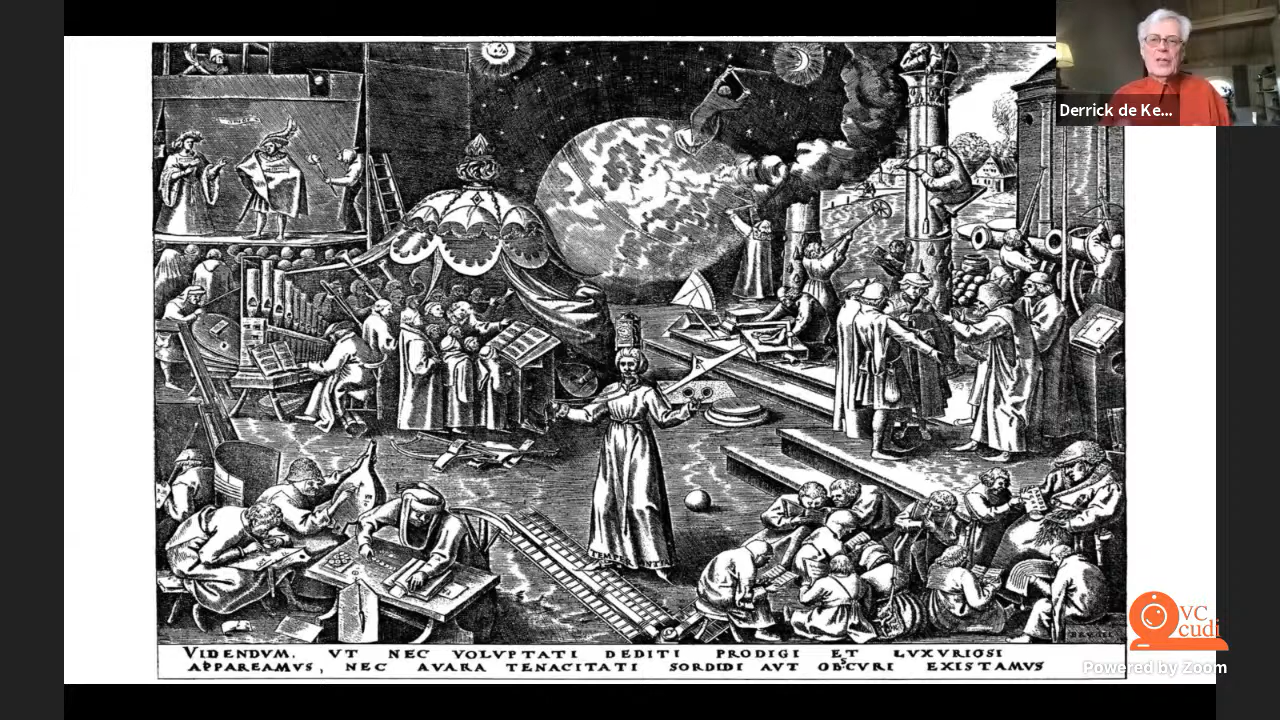 Derrick de Ke...
TEMPERANTIA
VIDENDVM. VT NEC VOLVPTATI DEDITI PRODIGI ET LVXVRIOSI
APPAREAMVS, NEC AVARA TENACITATI SORDIDI AVT OBSCVRI EXISTAMVS
VC
cudi
Powered by Zoom